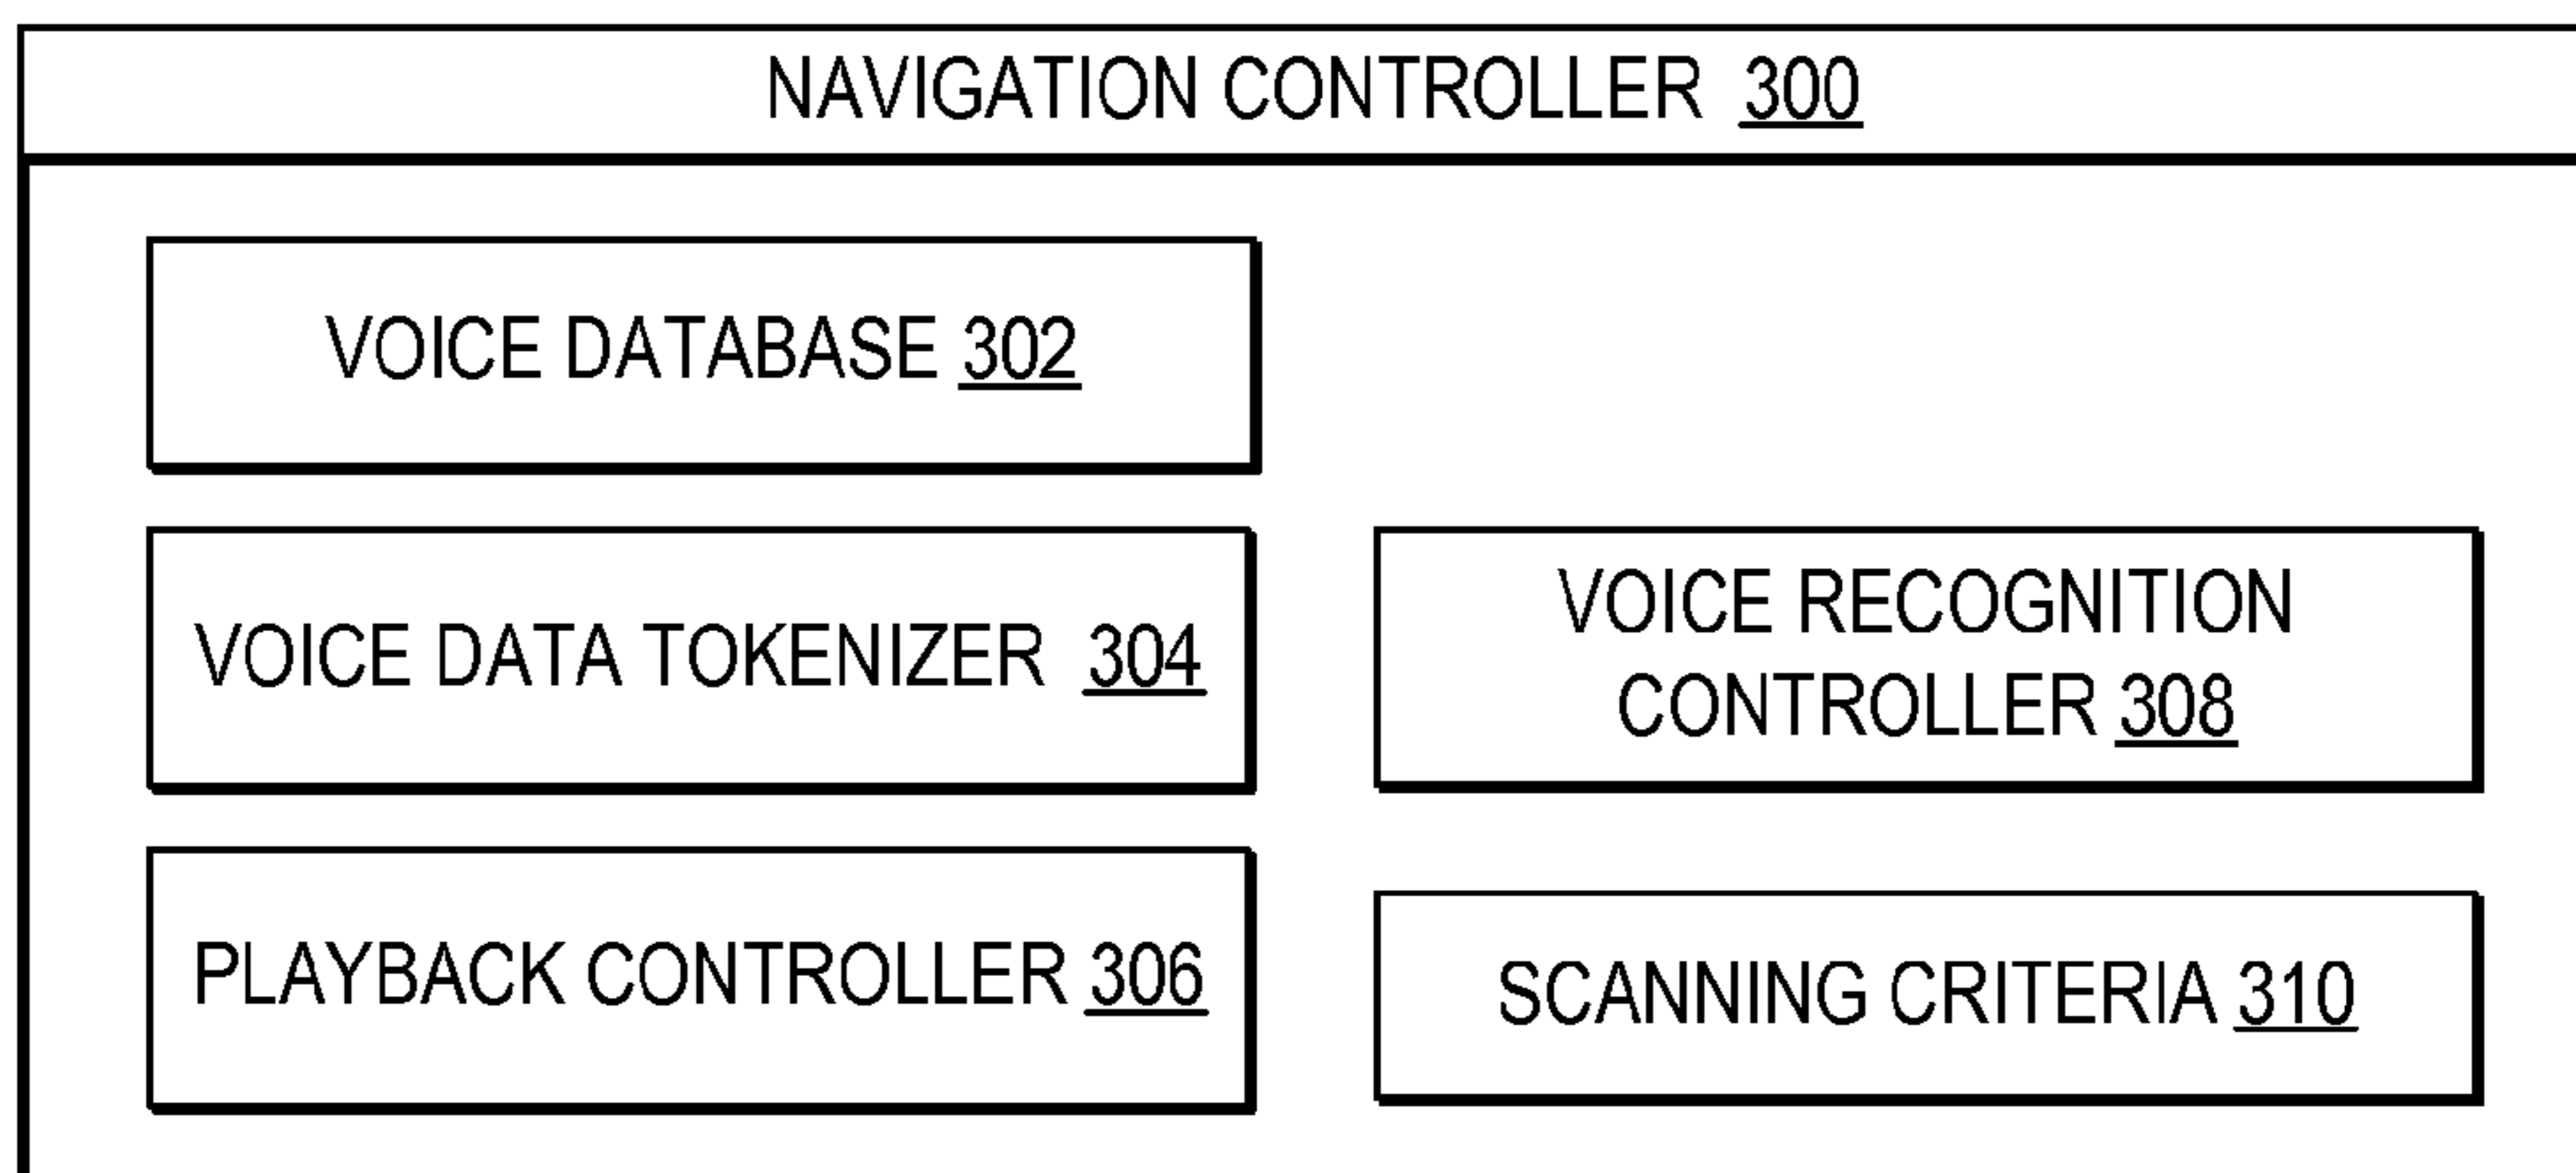 NAVIGATION CONTROLLER 300
VOICE DATABASE 302
VOICE DATA TOKENIZER 304
VOICE RECOGNITION
CONTROLLER 308
PLAYBACK CONTROLLER 306
SCANNING CRITERIA 310